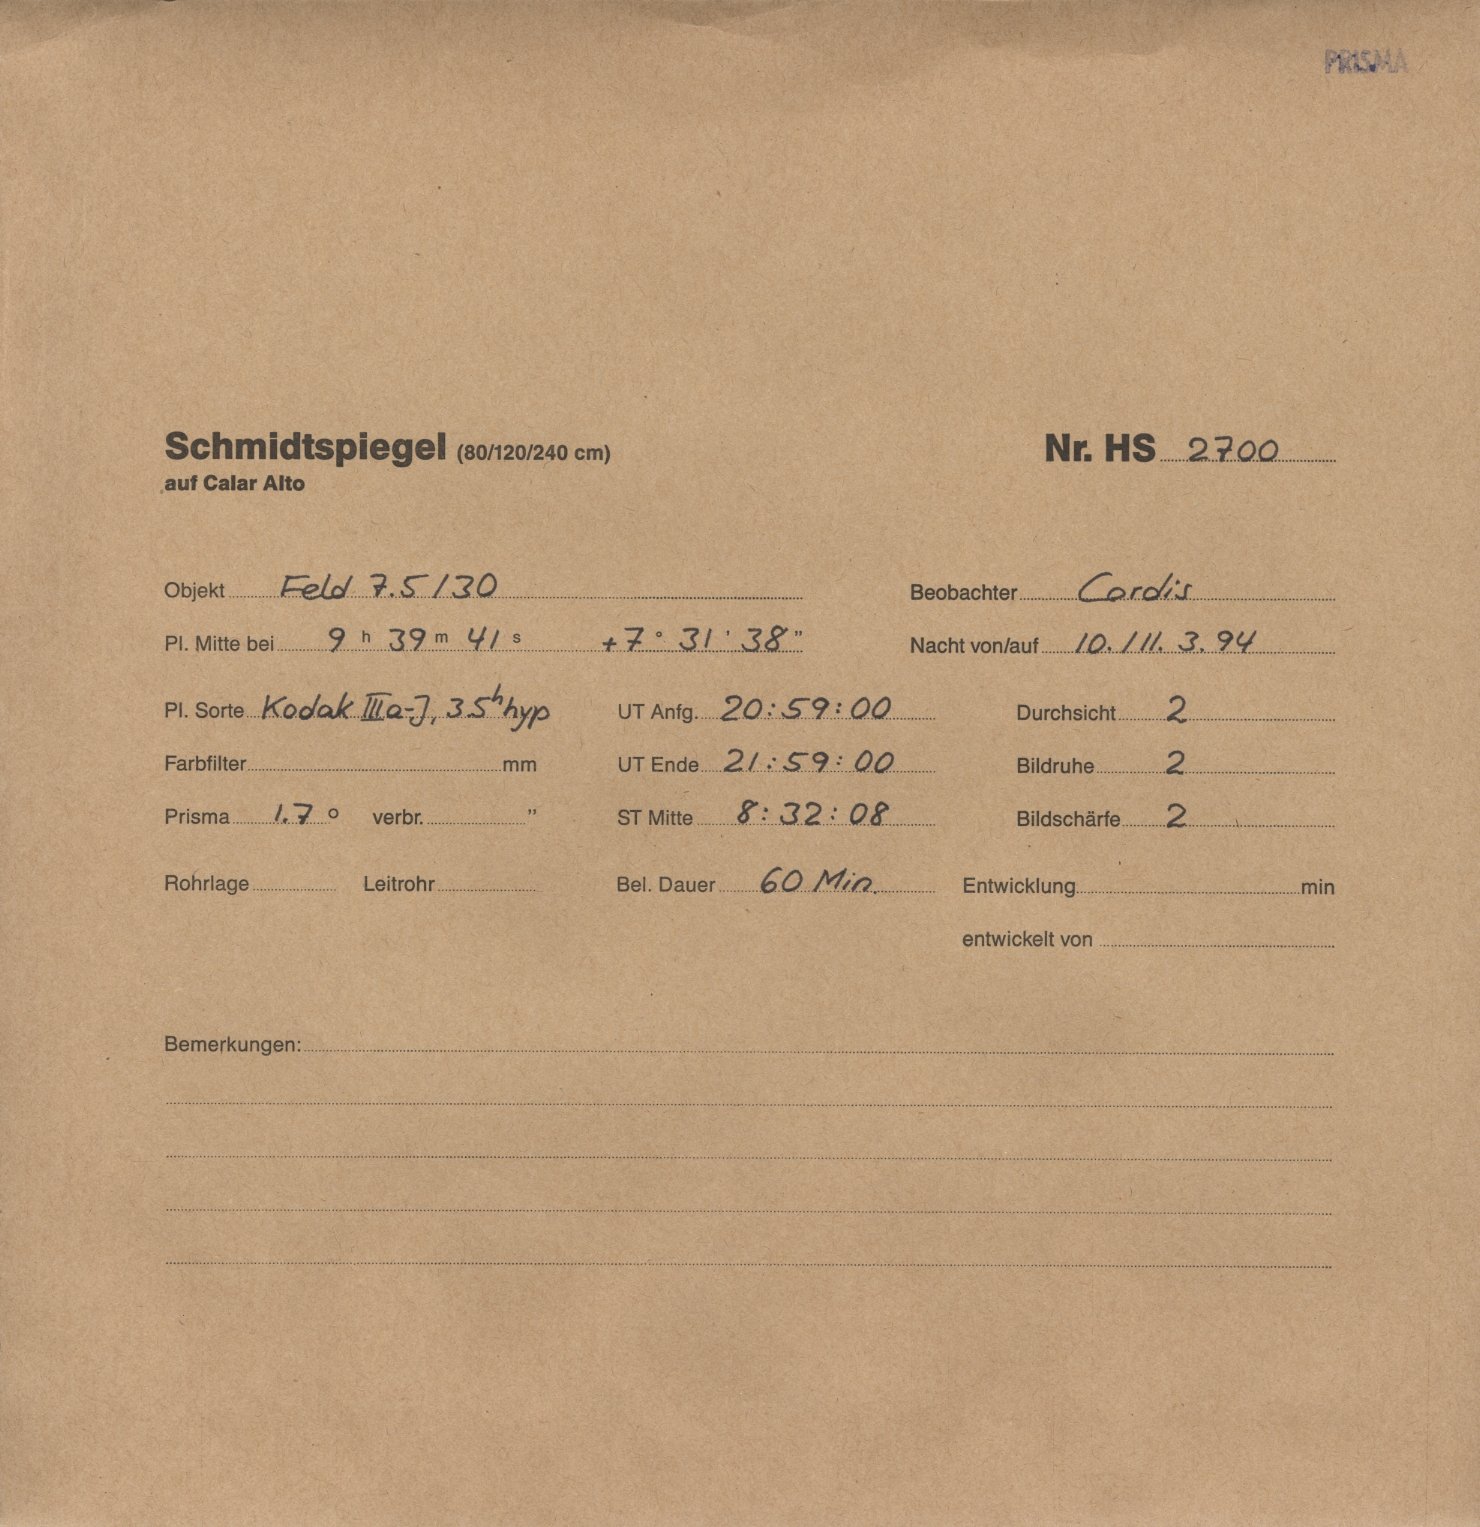 PRISMA
Schmidtspiegel (80/120/240 cm) Nr. HS 2700
auf Calar Alto
Objekt Feld 7.5/30 Beobachter Cordis
Pl. Mitte bei 9 h 39 m 41 s +7° 31' 38" Nacht von/auf 10./11. 3. 94
Pl. Sorte Kodak IIIa-J, 35h hyp UT Anfg. 20:59:00 Durchsicht 2
Farbfilter mm UT Ende 21:59:00 Bildruhe 2
Prisma 1.7° verbr. " ST Mitte 8:32:08 Bildschärfe 2
Rohrlage Leitrohr Bel. Dauer 60 Min. Entwicklung min
entwickelt von
Bemerkungen: